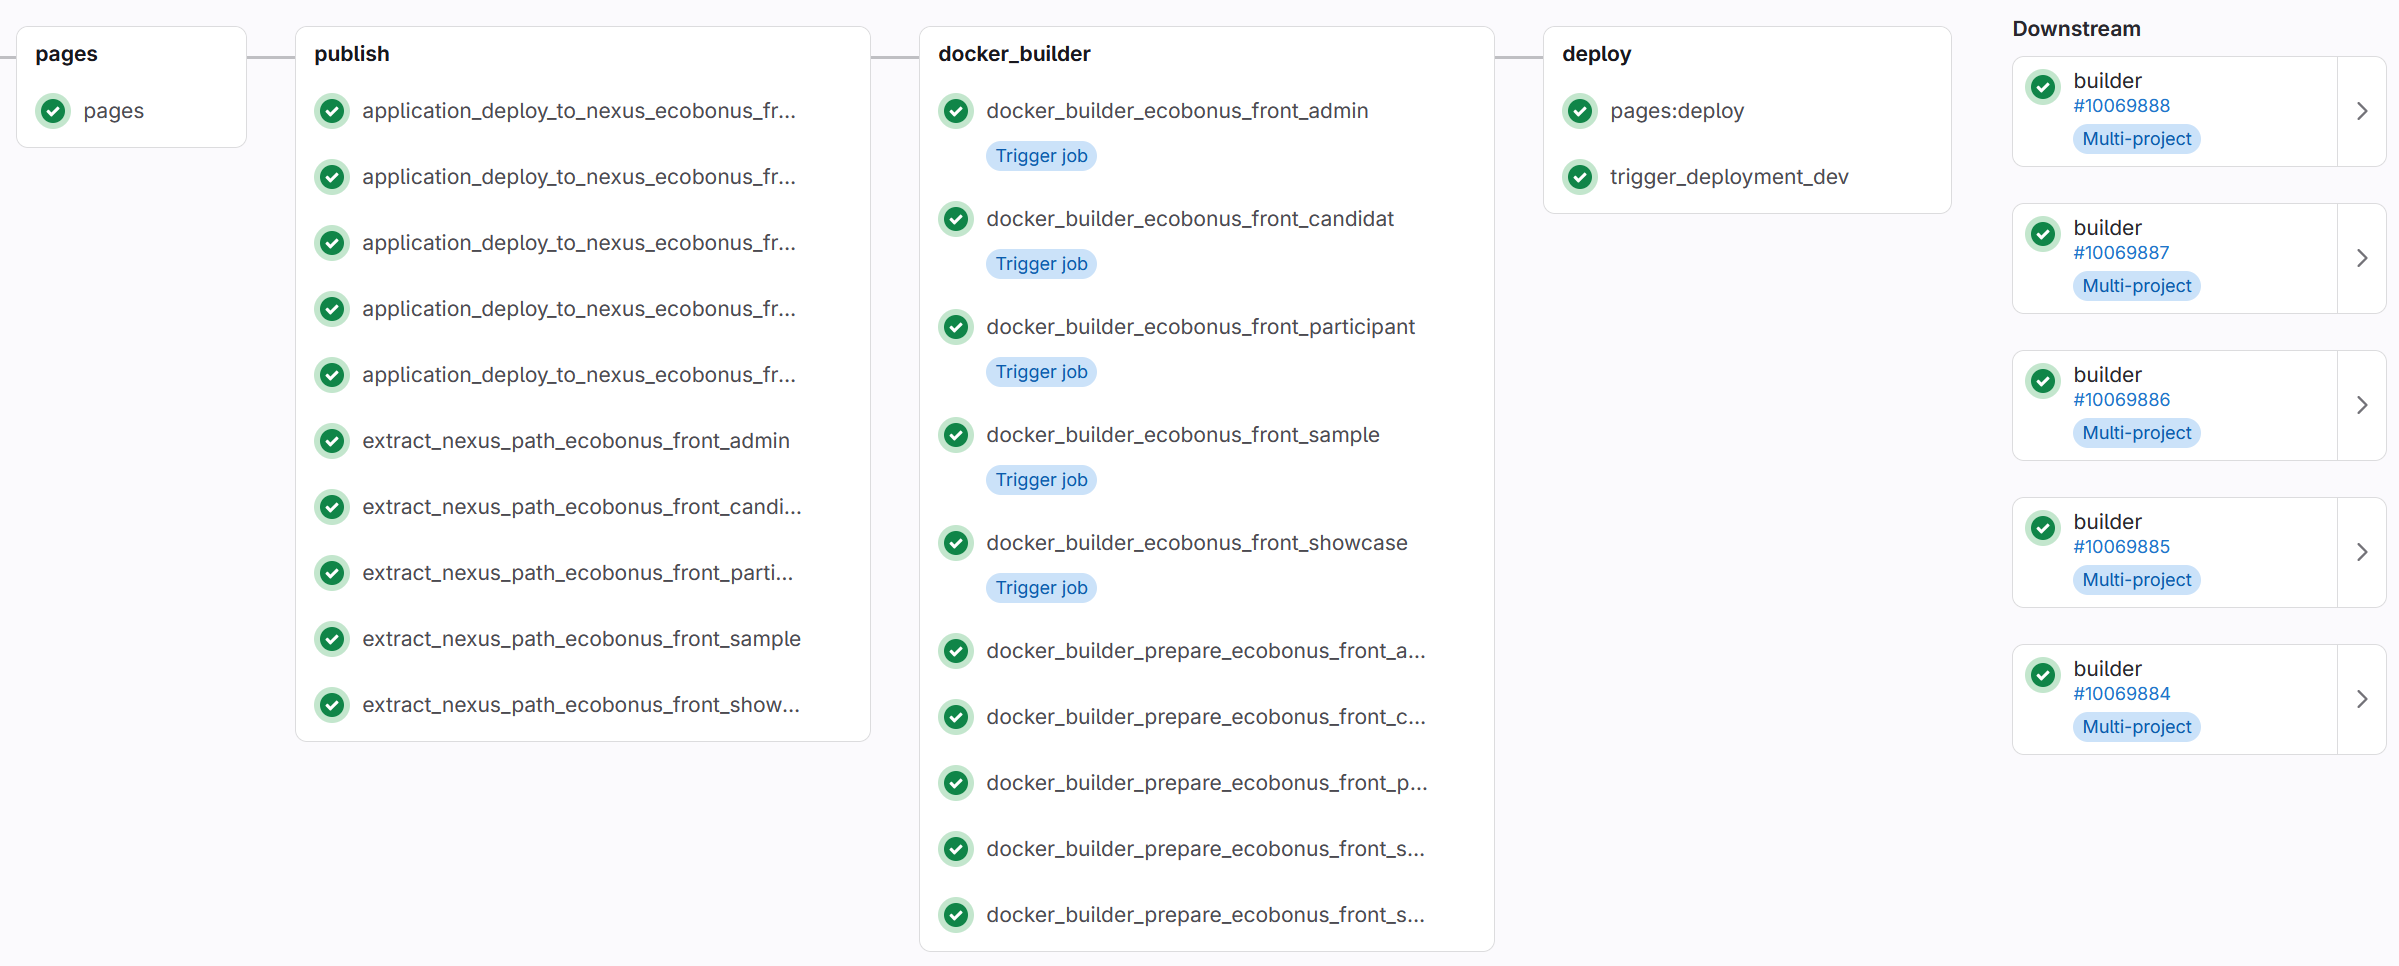 pages
pages
publish
application_deploy_to_nexus_ecobonus_fr...
application_deploy_to_nexus_ecobonus_fr...
application_deploy_to_nexus_ecobonus_fr...
application_deploy_to_nexus_ecobonus_fr...
application_deploy_to_nexus_ecobonus_fr...
extract_nexus_path_ecobonus_front_admin
extract_nexus_path_ecobonus_front_candi...
extract_nexus_path_ecobonus_front_parti...
extract_nexus_path_ecobonus_front_sample
extract_nexus_path_ecobonus_front_show...
docker_builder
docker_builder_ecobonus_front_admin
Trigger job
docker_builder_ecobonus_front_candidat
Trigger job
docker_builder_ecobonus_front_participant
Trigger job
docker_builder_ecobonus_front_sample
Trigger job
docker_builder_ecobonus_front_showcase
Trigger job
docker_builder_prepare_ecobonus_front_a...
docker_builder_prepare_ecobonus_front_c...
docker_builder_prepare_ecobonus_front_p...
docker_builder_prepare_ecobonus_front_s...
docker_builder_prepare_ecobonus_front_s...
deploy
pages:deploy
trigger_deployment_dev
Downstream
builder
#10069888
Multi-project
builder
#10069887
Multi-project
builder
#10069886
Multi-project
builder
#10069885
Multi-project
builder
#10069884
Multi-project